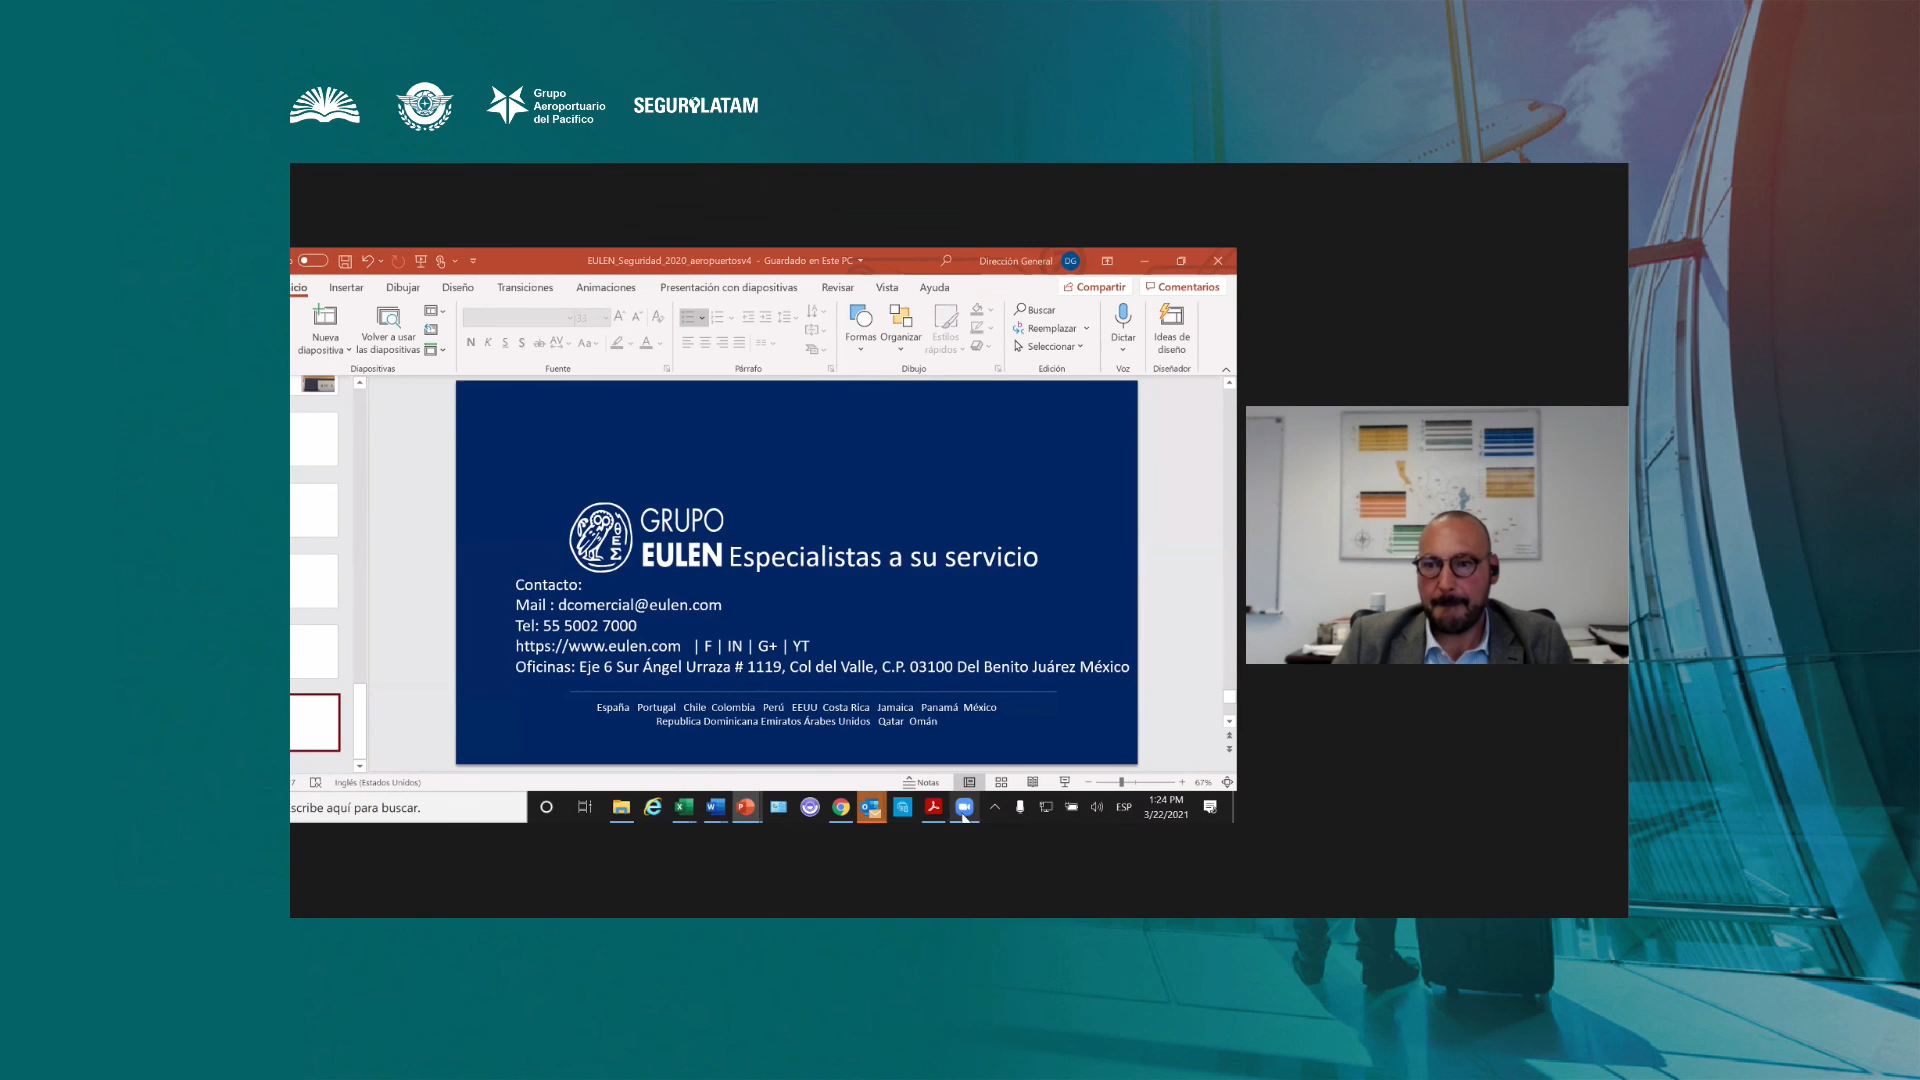 Grupo
Aeroportuario
del Pacífico
SEGURILATAM
EULEN_Seguridad_2020_aeropuertosv4 - Guardado en Este PC
Dirección General DG
icio Insertar Dibujar Diseño Transiciones Animaciones Presentación con diapositivas Revisar Vista Ayuda Compartir Comentarios
Nueva diapositiva
Volver a usar las diapositivas
33
N K S S ab AV Aa A
Formas Organizar Estilos rápidos
Buscar
Reemplazar
Seleccionar
Dictar
Ideas de diseño
Diapositivas Fuente Párrafo Dibujo Edición Voz Diseñador
GRUPO
EULEN Especialistas a su servicio
Contacto:
Mail : dcomercial@eulen.com
Tel: 55 5002 7000
https://www.eulen.com | F | IN | G+ | YT
Oficinas: Eje 6 Sur Ángel Urraza # 1119, Col del Valle, C.P. 03100 Del Benito Juárez México
España Portugal Chile Colombia Perú EEUU Costa Rica Jamaica Panamá México
Republica Dominicana Emiratos Árabes Unidos Qatar Omán
7 Inglés (Estados Unidos) Notas 67%
scribe aquí para buscar.
ESP
1:24 PM
3/22/2021